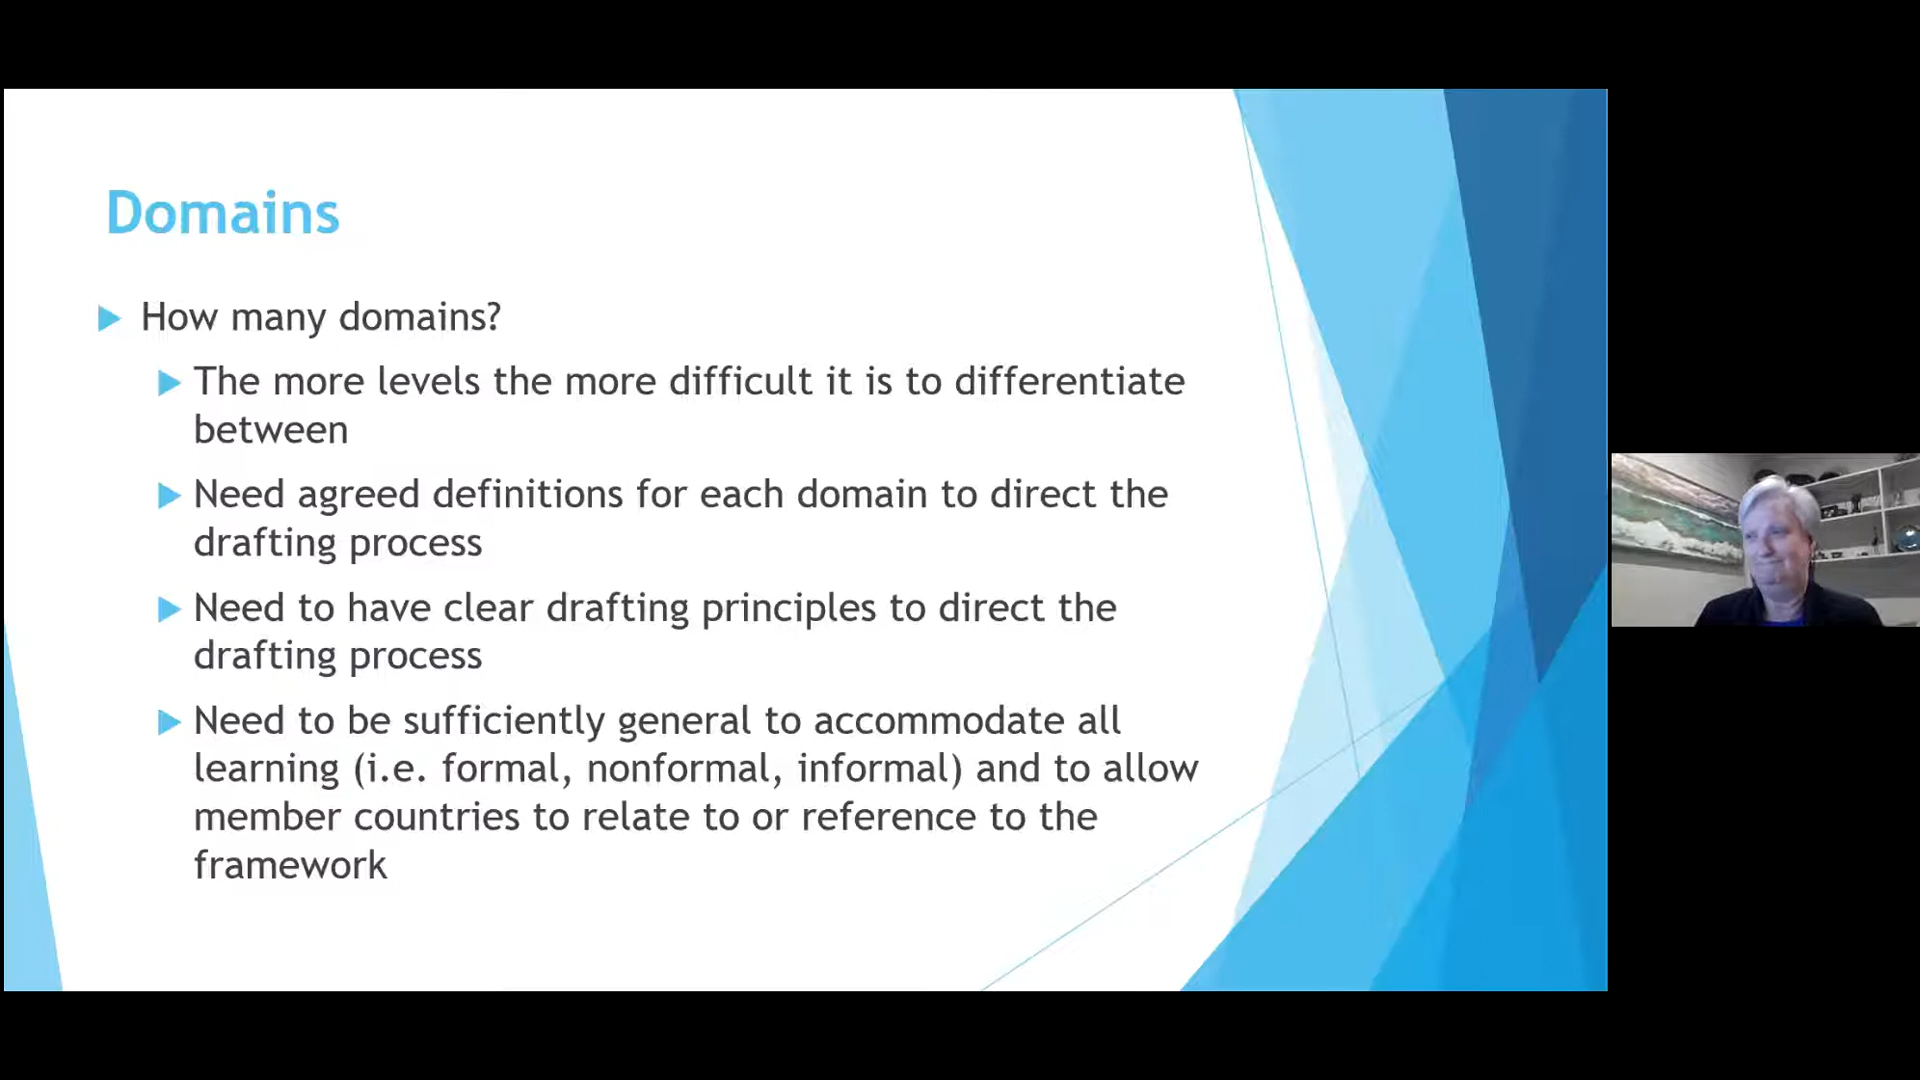 Domains
How many domains?
The more levels the more difficult it is to differentiate
between
Need agreed definitions for each domain to direct the
drafting process
Need to have clear drafting principles to direct the
drafting process
Need to be sufficiently general to accommodate all
learning (i.e. formal, nonformal, informal) and to allow
member countries to relate to or reference to the
framework